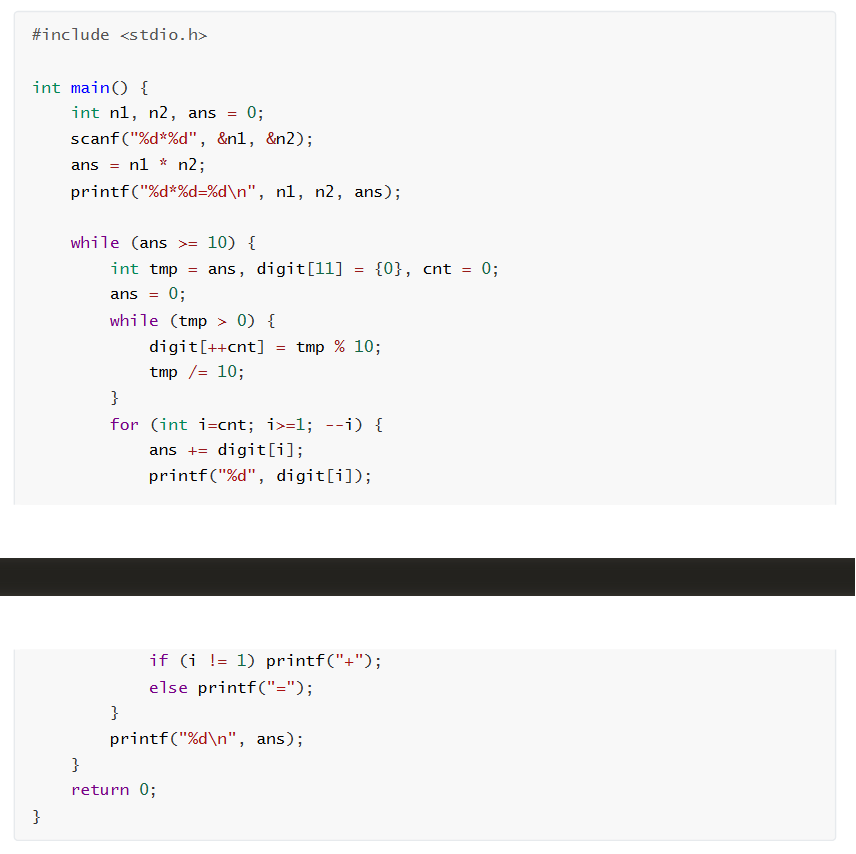 #include <stdio.h>
int main() {
    int n1, n2, ans = 0;
    scanf("%d*%d", &n1, &n2);
    ans = n1 * n2;
    printf("%d*%d=%d\n", n1, n2, ans);
    while (ans >= 10) {
        int tmp = ans, digit[11] = {0}, cnt = 0;
        ans = 0;
        while (tmp > 0) {
            digit[++cnt] = tmp % 10;
            tmp /= 10;
        }
        for (int i=cnt; i>=1; --i) {
            ans += digit[i];
            printf("%d", digit[i]);
            if (i != 1) printf("+");
            else printf("=");
        }
        printf("%d\n", ans);
    }
    return 0;
}